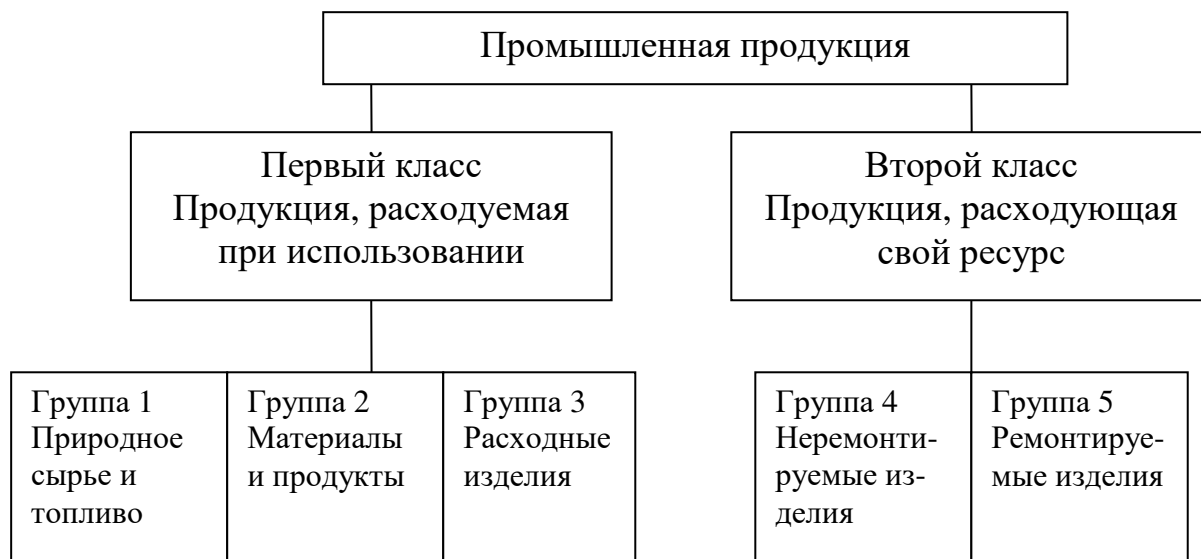 Промышленная продукция
Первый класс
Продукция, расходуемая
при использовании
Второй класс
Продукция, расходующая
свой ресурс
Группа 1
Природное
сырье и
топливо
Группа 2
Материалы
и продукты
Группа 3
Расходные
изделия
Группа 4
Неремонти-
руемые из-
делия
Группа 5
Ремонтируе-
мые изделия